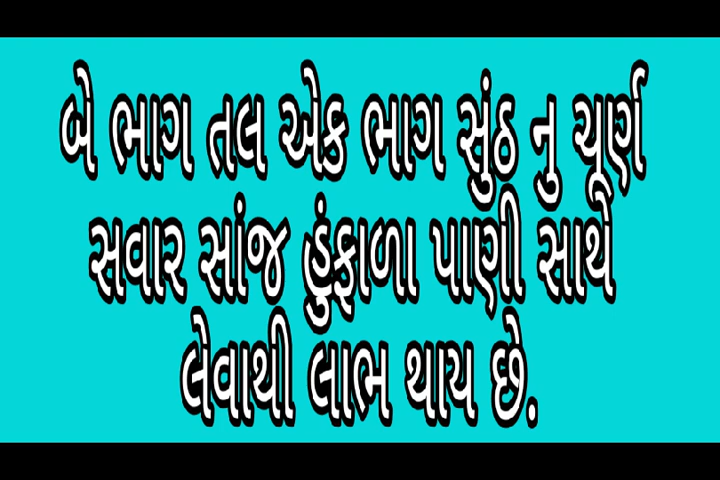 બે ભાગ તલ એક ભાગ સુંઠ નુ ચૂર્ણ
સવાર સાંજ હુંફાળા પાણી સાથે
લેવાથી લાભ થાય છે.